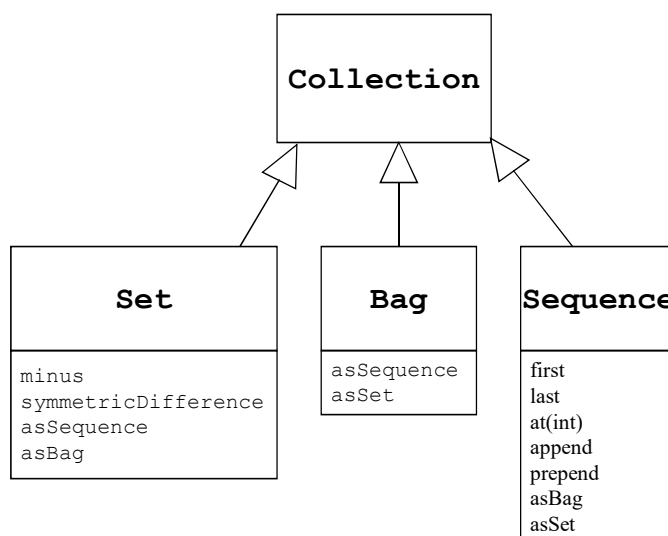 Collection
Set
Bag
Sequence
minus
symmetricDifference
asSequence
asBag
asSequence
asSet
first
last
at(int)
append
prepend
asBag
asSet